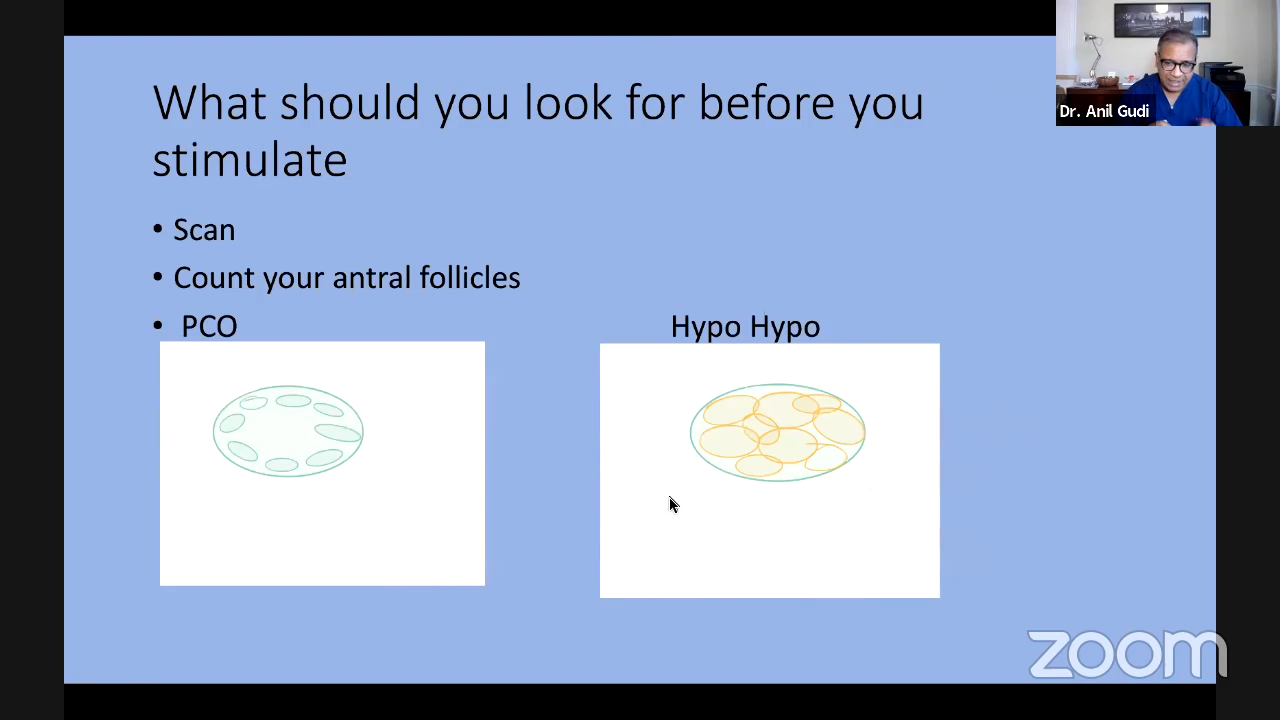 What should you look for before you
stimulate
• Scan
• Count your antral follicles
• PCO
Hypo Hypo
Dr. Anil Gudi
zoom